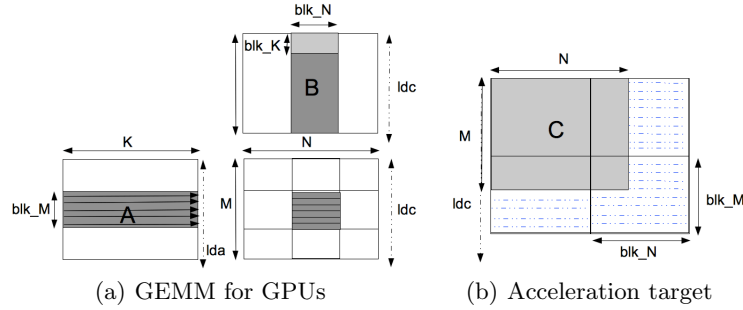 blk_N
blk_K
B
ldc
K
N
blk_M
A
lda
M
ldc
(a) GEMM for GPUs
N
M
C
ldc
blk_M
blk_N
(b) Acceleration target